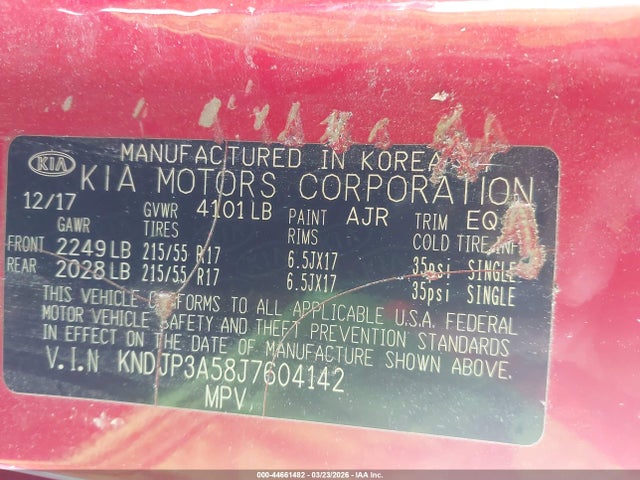 KIA
MANUFACTURED IN KOREA
KIA MOTORS CORPORATION
12/17 GVWR 4101LB PAINT AJR TRIM EQ
GAWR TIRES RIMS COLD TIRE INF
FRONT 2249LB 215/55 R17 6.5JX17 35psi SINGLE
REAR 2028LB 215/55 R17 6.5JX17 35psi SINGLE
THIS VEHICLE CONFORMS TO ALL APPLICABLE U.S.A. FEDERAL
MOTOR VEHICLE SAFETY AND THEFT PREVENTION STANDARDS
IN EFFECT ON THE DATE OF MANUFACTURE SHOWN ABOVE.
V.I.N KNDJP3A58J7604142
MPV
000-44661482 - 03/23/2026 - IAA Inc.